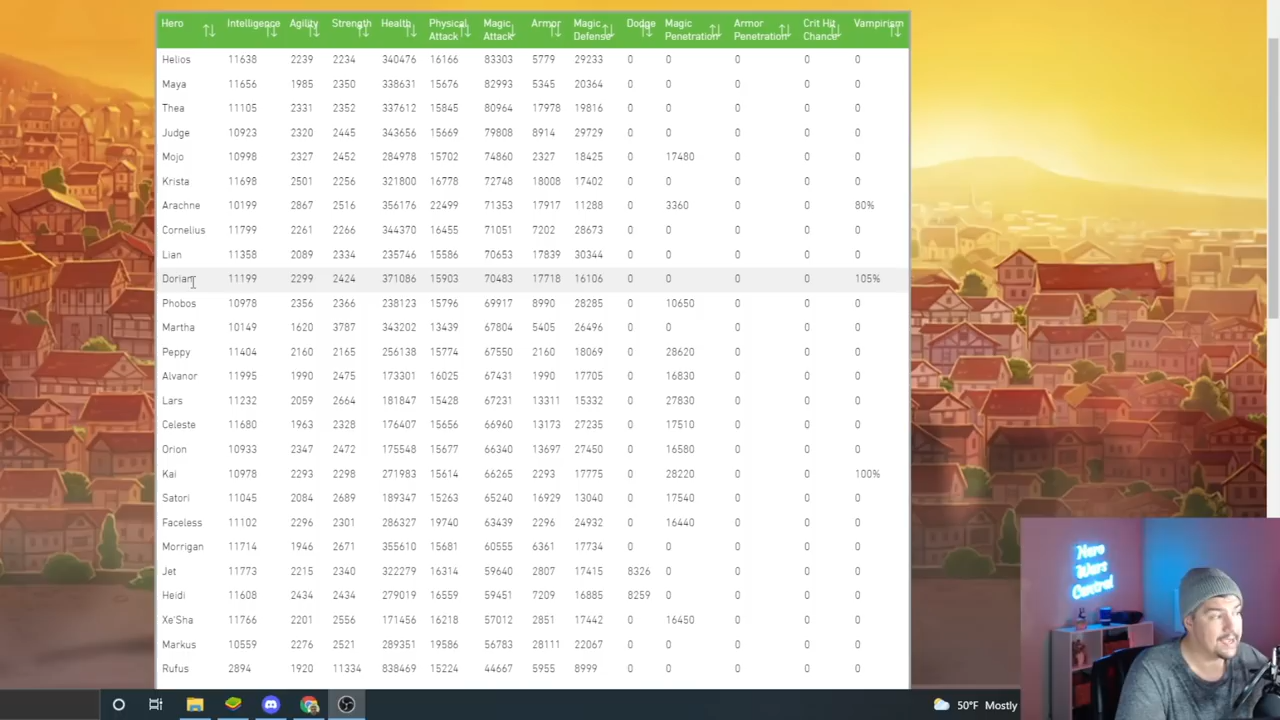 Hero Intelligence Agility Strength Health Physical Attack Magic Attack Armor Magic Defense Dodge Magic Penetration Armor Penetration Crit Hit Chance Vampirism
Helios 11638 2239 2234 340476 16166 83303 5779 29233 0 0 0 0 0
Maya 11656 1985 2350 338631 15676 82993 5345 20364 0 0 0 0 0
Thea 11105 2331 2352 337612 15845 80964 17978 19816 0 0 0 0 0
Judge 10923 2320 2445 343656 15669 79808 8914 29729 0 0 0 0 0
Mojo 10998 2327 2452 284978 15702 74860 2327 18425 0 17480 0 0 0
Krista 11698 2501 2256 321800 16778 72748 18008 17402 0 0 0 0 0
Arachne 10199 2867 2516 356176 22499 71353 17917 11288 0 3360 0 0 80%
Cornelius 11799 2261 2266 344370 16455 71051 7202 28673 0 0 0 0 0
Lian 11358 2089 2334 235746 15586 70653 17839 30344 0 0 0 0 0
Dorian 11199 2299 2424 371086 15903 70483 17718 16106 0 0 0 0 105%
Phobos 10978 2356 2366 238123 15796 69917 8990 28285 0 10650 0 0 0
Martha 10149 1620 3787 343202 13439 67804 5405 26496 0 0 0 0 0
Peppy 11404 2160 2165 256138 15774 67550 2160 18069 0 28620 0 0 0
Alvanor 11995 1990 2475 173301 16025 67431 1990 17705 0 16830 0 0 0
Lars 11232 2059 2664 181847 15428 67231 13311 15332 0 27830 0 0 0
Celeste 11680 1963 2328 176407 15656 66960 13173 27235 0 17510 0 0 0
Orion 10933 2347 2472 175548 15677 66340 13697 27450 0 16580 0 0 0
Kai 10978 2293 2298 271983 15614 66265 2293 17775 0 28220 0 0 100%
Satori 11045 2084 2689 189347 15263 65240 16929 13040 0 17540 0 0 0
Faceless 11102 2296 2301 286327 19740 63439 2296 24932 0 16440 0 0 0
Morrigan 11714 1946 2671 355610 15681 60555 6361 17734 0 0 0 0 0
Jet 11773 2215 2340 322279 16314 59640 2807 17415 8326 0 0 0 0
Heidi 11608 2434 2434 279019 16559 59451 7209 16885 8259 0 0 0 0
Xe'Sha 11766 2201 2556 171456 16218 57012 2851 17442 0 16450 0 0 0
Markus 10559 2276 2521 289351 19586 56783 28111 22067 0 0 0 0 0
Rufus 2894 1920 11334 838469 15224 44667 5955 8999 0 0 0 0 0
Hero
Wars
Central
50°F Mostly